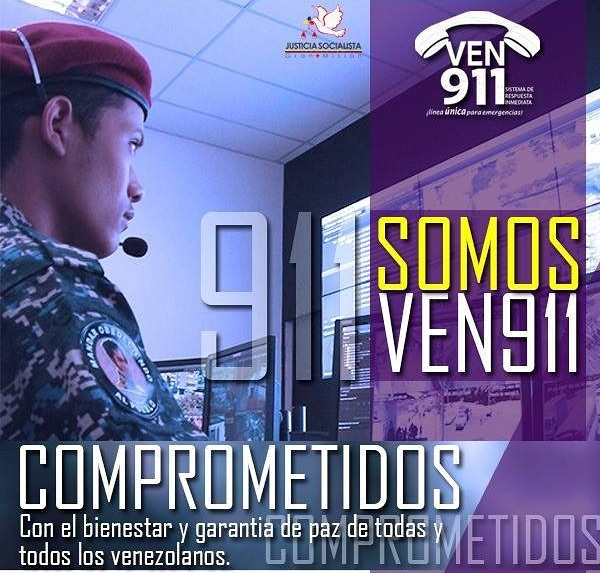 JUSTICIA SOCIALISTA
Gran Misión
VEN
911
SISTEMA DE
RESPUESTA
INMEDIATA
¡línea única para emergencias!
911
SOMOS
VEN911
COMPROMETIDOS
Con el bienestar y garantia de paz de todas y
todos los venezolanos.
COMPROMETIDOS